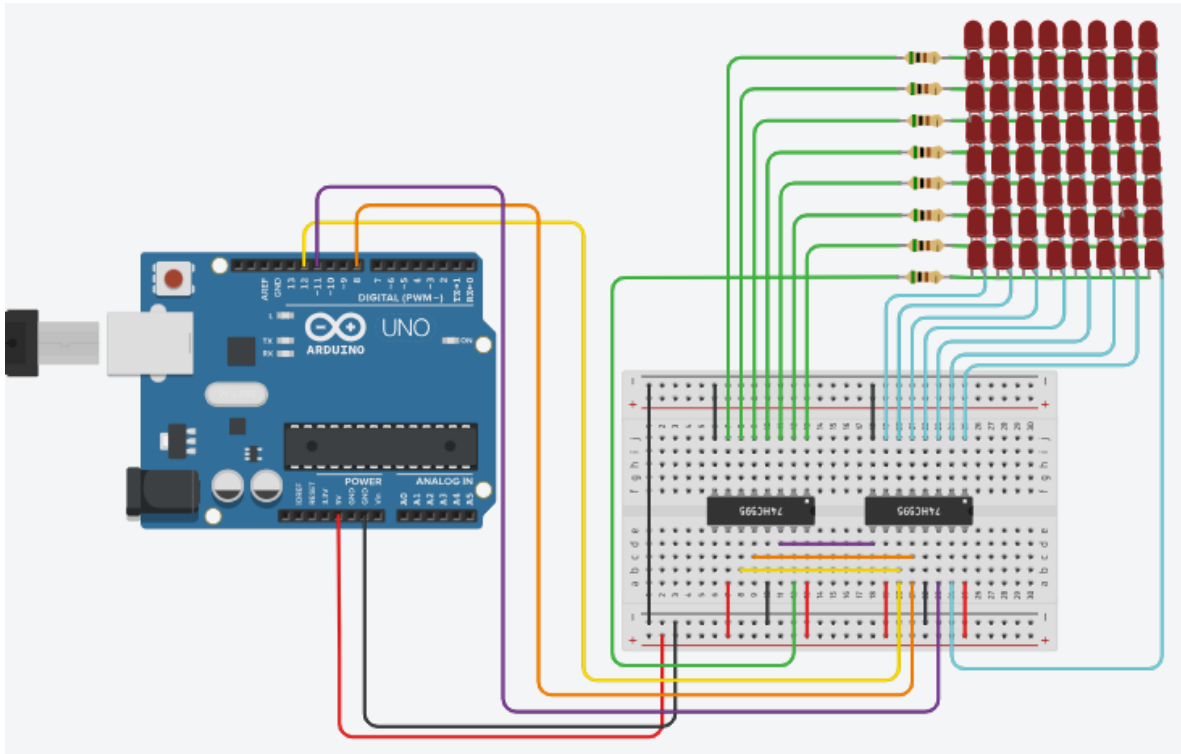 AREF
GND
13
12
~11
~10
~9
8
7
~6
~5
4
~3
2
TX→1
RX←0
DIGITAL (PWM~)
L
TX
RX
UNO
ARDUINO
ON
IOREF
RESET
3.3V
5V
GND
GND
Vin
POWER
ANALOG IN
A0
A1
A2
A3
A4
A5
74HC595
74HC595
j
i
h
g
f
e
d
c
b
a